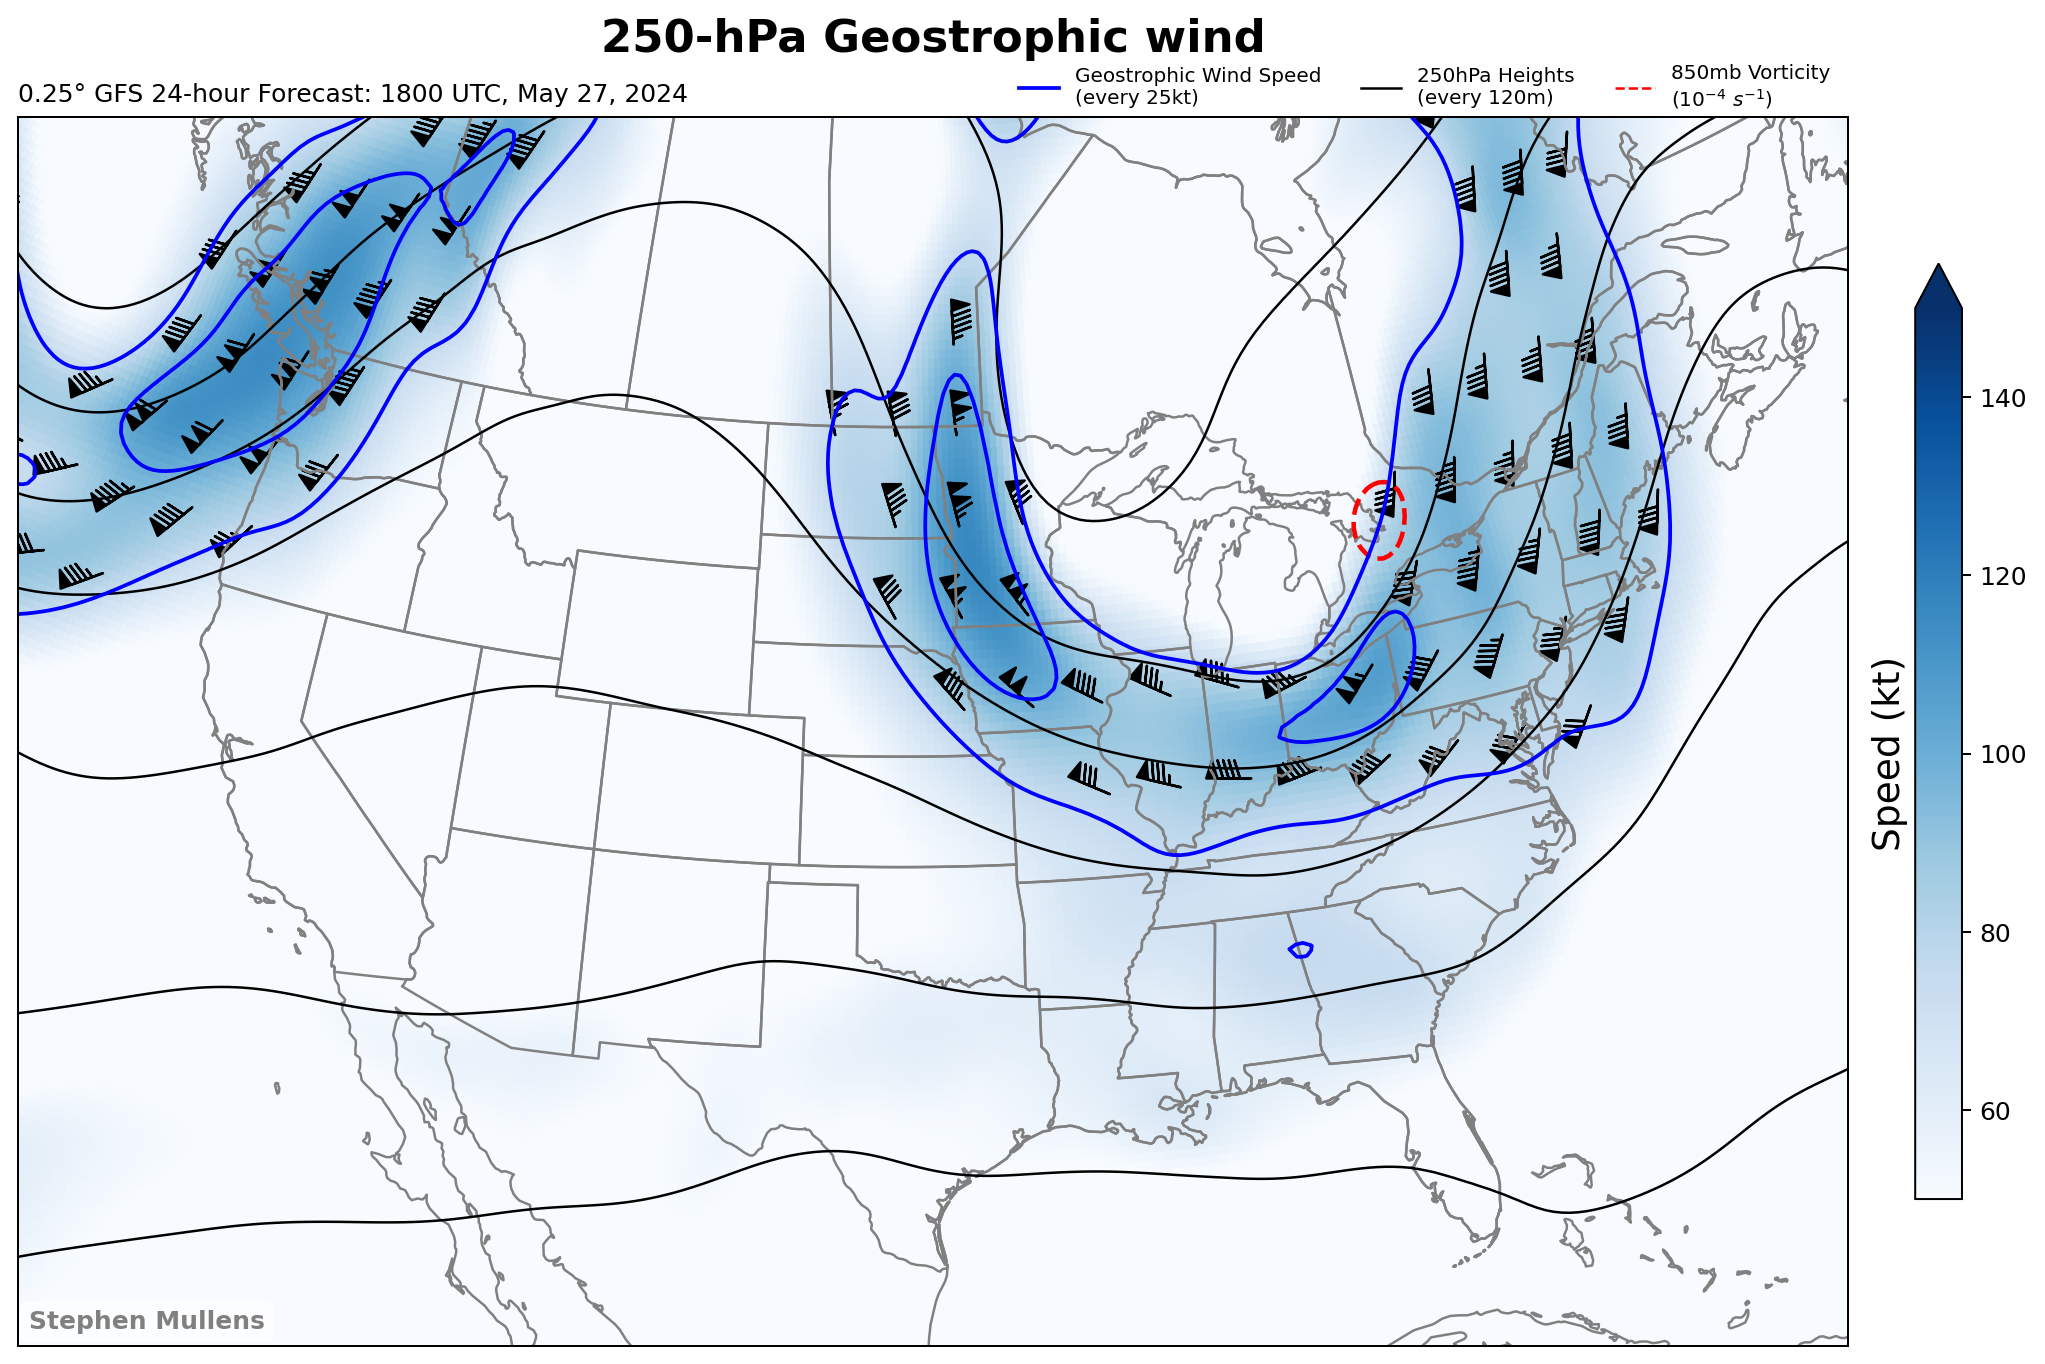 250-hPa Geostrophic wind
0.25° GFS 24-hour Forecast: 1800 UTC, May 27, 2024
Geostrophic Wind Speed
(every 25kt)
250hPa Heights
(every 120m)
850mb Vorticity
(10⁻⁴ s⁻¹)
140
120
100
80
60
Speed (kt)
Stephen Mullens